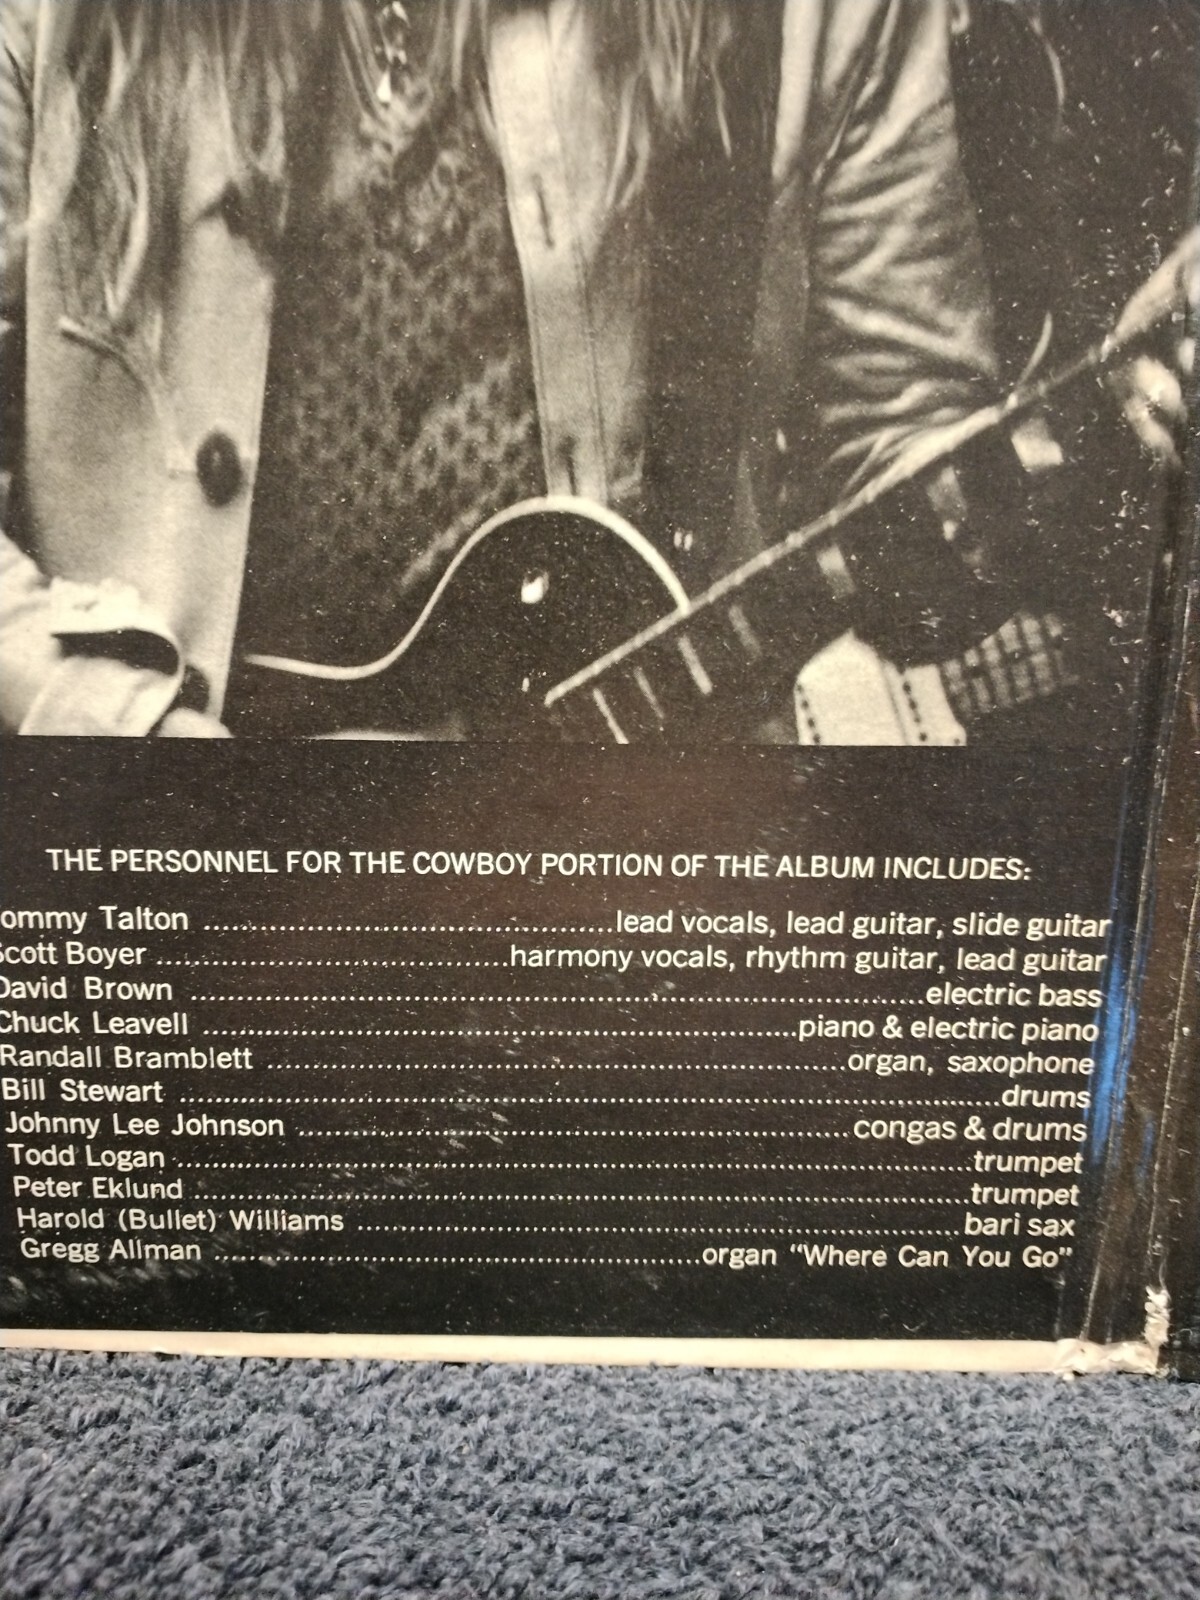 THE PERSONNEL FOR THE COWBOY PORTION OF THE ALBUM INCLUDES:
ommy Talton ........................................lead vocals, lead guitar, slide guitar
Scott Boyer ...................................harmony vocals, rhythm guitar, lead guitar
David Brown ........................................................................electric bass
Chuck Leavell ..........................................................piano & electric piano
Randall Bramblett .........................................................organ, saxophone
Bill Stewart ................................................................................drums
Johnny Lee Johnson ......................................................congas & drums
Todd Logan ..............................................................................trumpet
Peter Eklund ............................................................................trumpet
Harold (Bullet) Williams ............................................................bari sax
Gregg Allman ................................................organ "Where Can You Go"